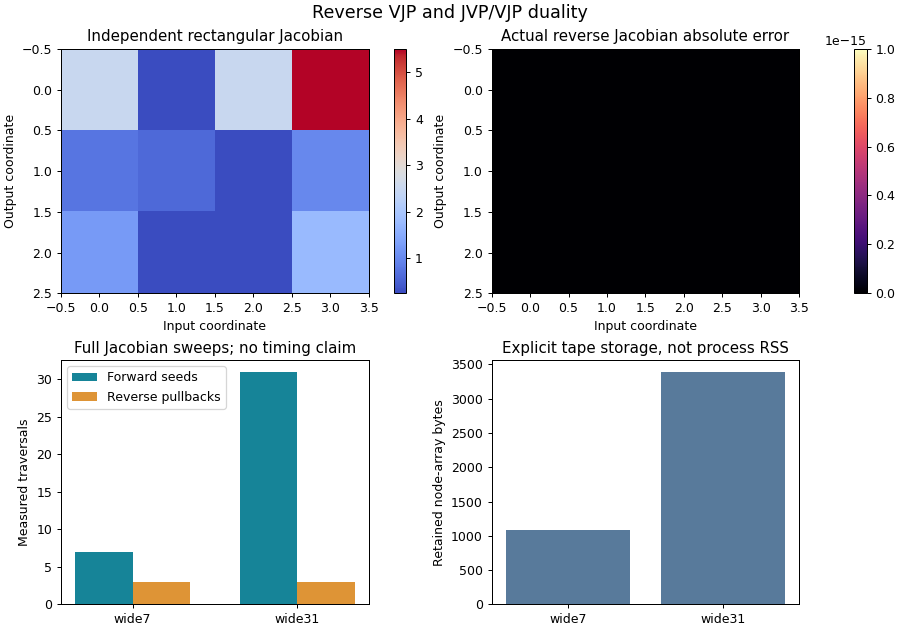 Reverse VJP and JVP/VJP duality
Independent rectangular Jacobian
−0.5
0.0
0.5
1.0
1.5
2.0
2.5
Output coordinate
−0.5 0.0 0.5 1.0 1.5 2.0 2.5 3.0 3.5
Input coordinate
5
4
3
2
1
Actual reverse Jacobian absolute error
−0.5
0.0
0.5
1.0
1.5
2.0
2.5
Output coordinate
−0.5 0.0 0.5 1.0 1.5 2.0 2.5 3.0 3.5
Input coordinate
1e−15
1.0
0.8
0.6
0.4
0.2
0.0
Full Jacobian sweeps; no timing claim
Forward seeds
Reverse pullbacks
30
25
20
15
10
5
0
Measured traversals
wide7 wide31
Explicit tape storage, not process RSS
3500
3000
2500
2000
1500
1000
500
0
Retained node-array bytes
wide7 wide31